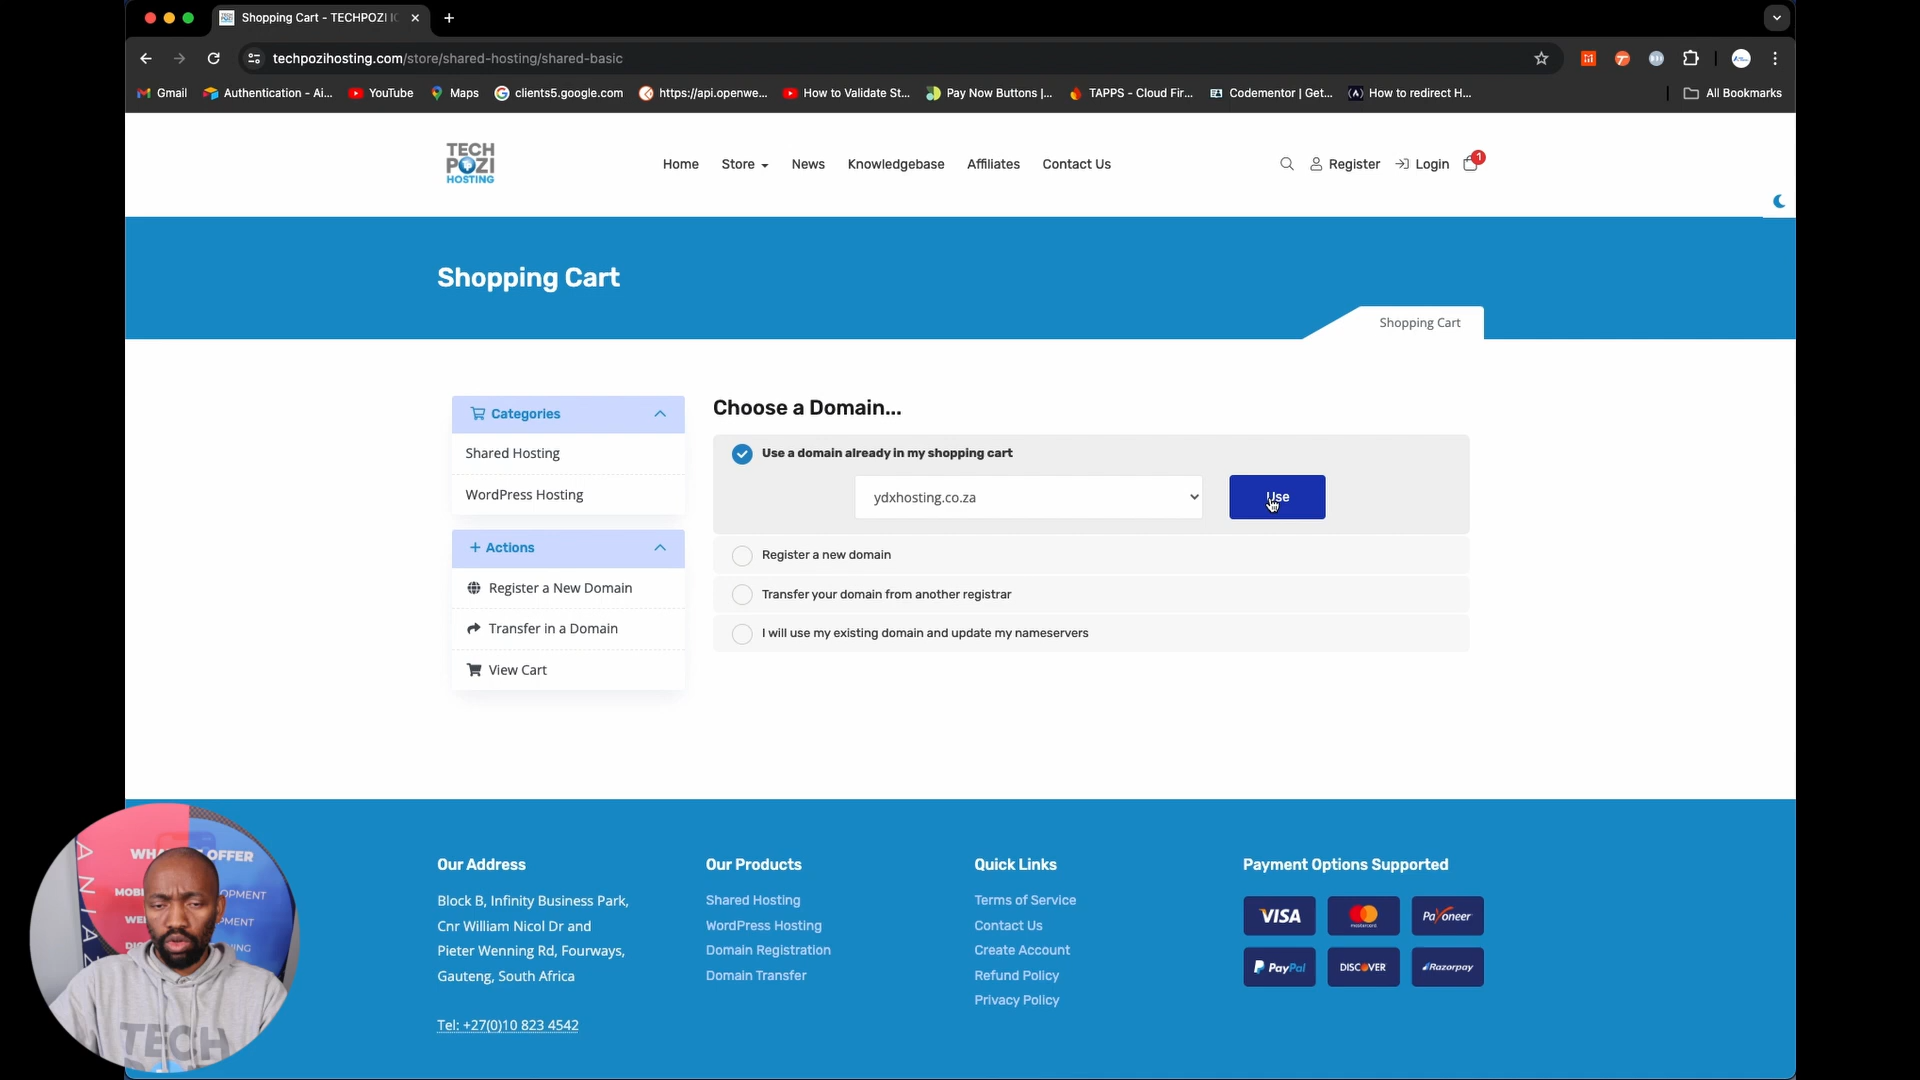 Shopping Cart - TECHPOZI
techpozihosting.com/store/shared-hosting/shared-basic
Gmail
Authentication - Ai...
YouTube
Maps
clients5.google.com
https://api.openwe...
How to Validate St...
Pay Now Buttons |...
TAPPS - Cloud Fir...
Codementor | Get...
How to redirect H...
All Bookmarks
TECH
POZI
HOSTING
Home
Store
News
Knowledgebase
Affiliates
Contact Us
Register
Login
1
Shopping Cart
Shopping Cart
Categories
Shared Hosting
WordPress Hosting
Actions
Register a New Domain
Transfer in a Domain
View Cart
Choose a Domain...
Use a domain already in my shopping cart
ydxhosting.co.za
Use
Register a new domain
Transfer your domain from another registrar
I will use my existing domain and update my nameservers
Our Address
Block B, Infinity Business Park,
Cnr William Nicol Dr and
Pieter Wenning Rd, Fourways,
Gauteng, South Africa
Tel: +27(0)10 823 4542
Our Products
Shared Hosting
WordPress Hosting
Domain Registration
Domain Transfer
Quick Links
Terms of Service
Contact Us
Create Account
Refund Policy
Privacy Policy
Payment Options Supported
VISA
mastercard
Payoneer
PayPal
DISCOVER
Razorpay
TECH